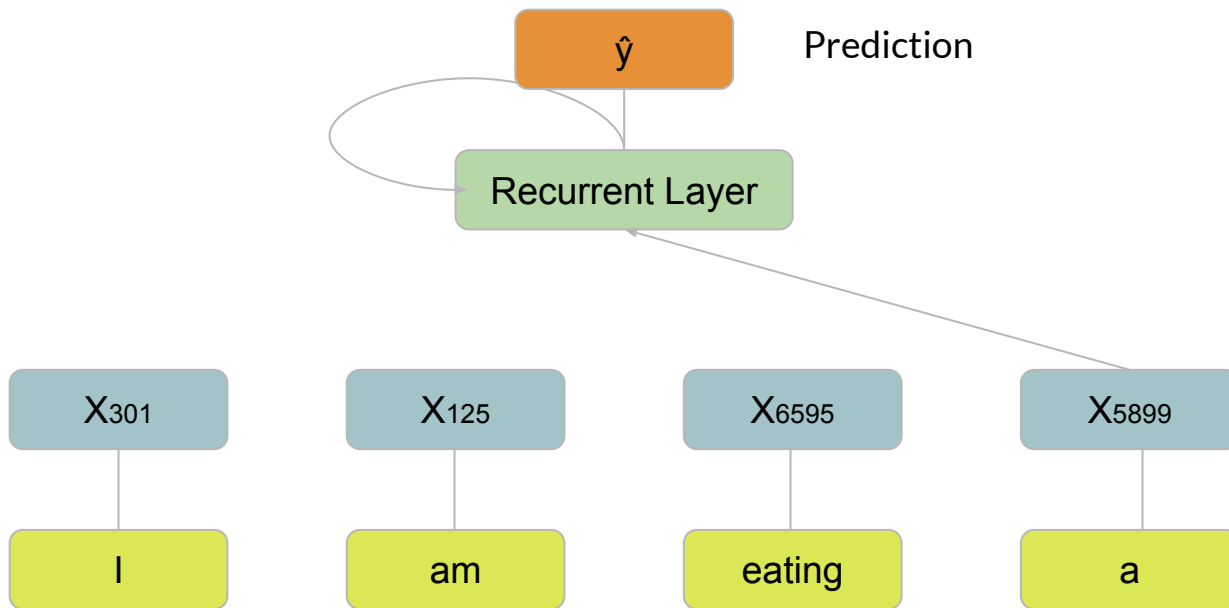 ŷ
Prediction
Recurrent Layer
X301
X125
X6595
X5899
I
am
eating
a